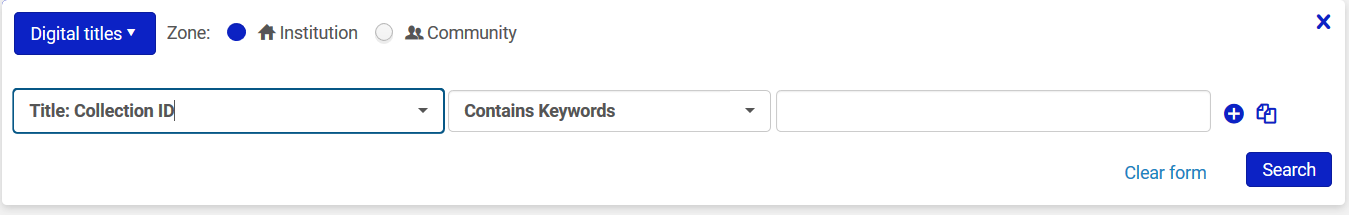 Digital titles Zone: Institution Community
Title: Collection ID Contains Keywords
Clear form Search